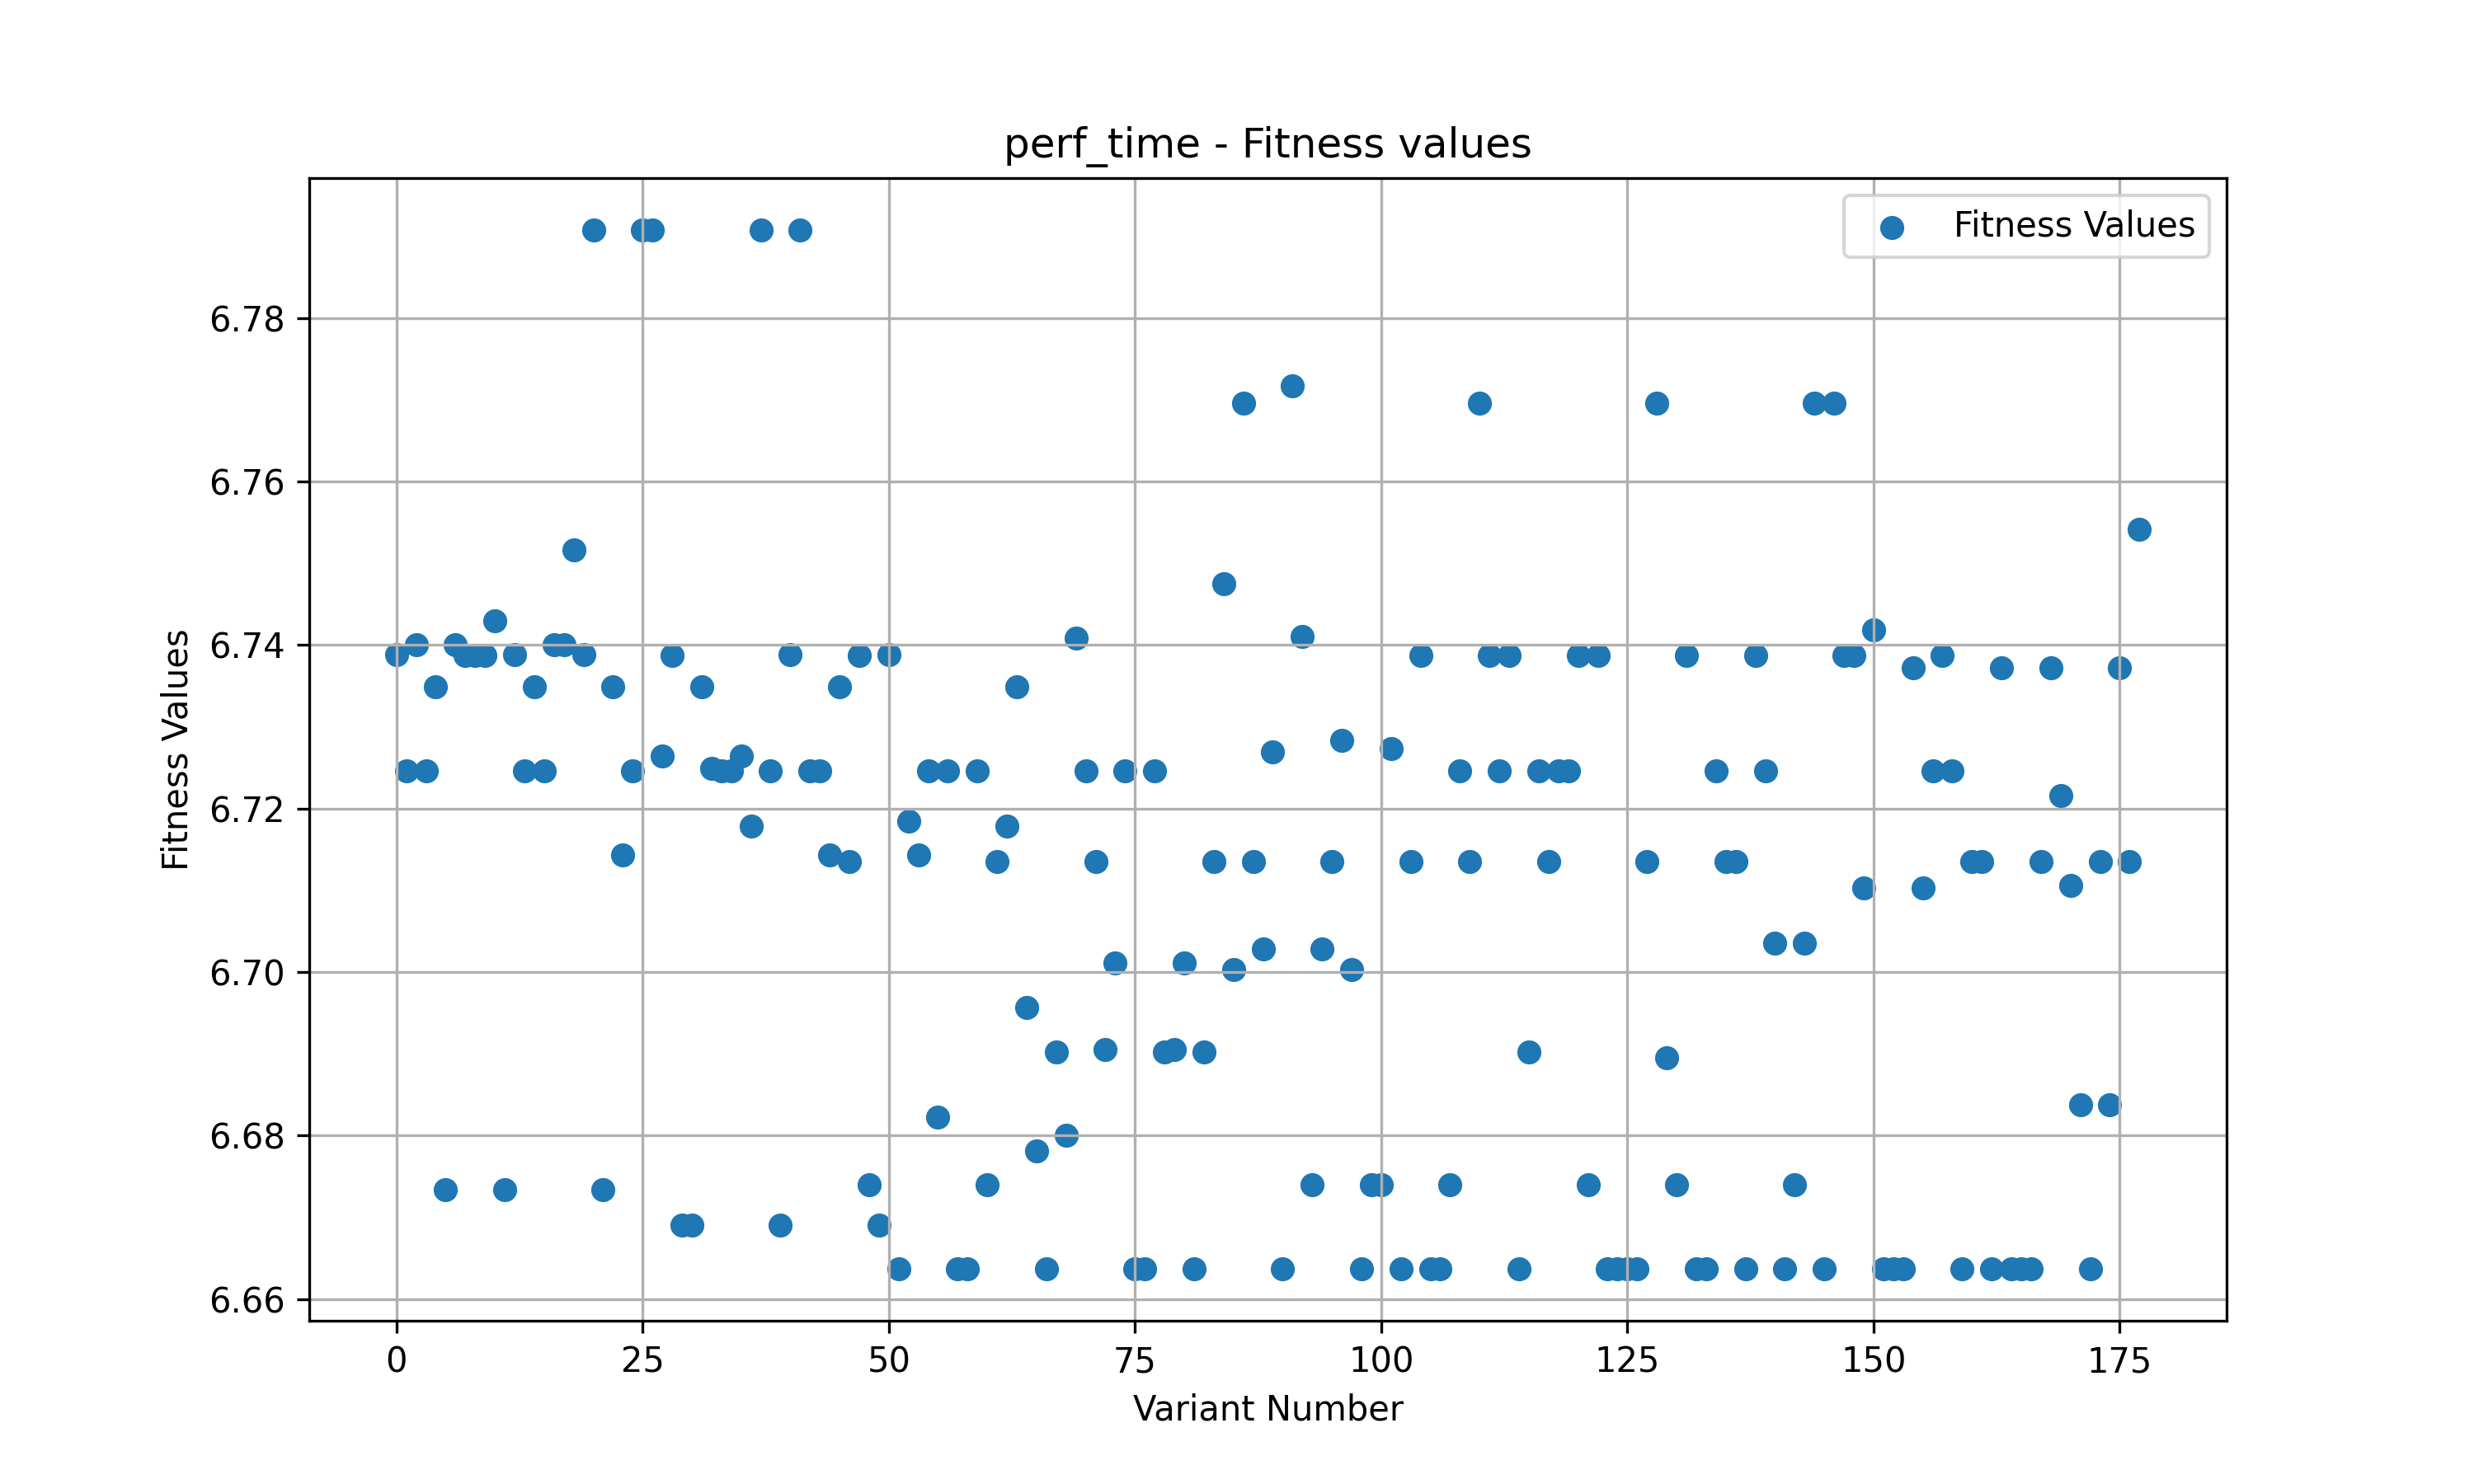 perf_time - Fitness values
Fitness Values
6.78
6.76
6.74
6.72
6.70
6.68
6.66
Fitness Values
0 25 50 75 100 125 150 175
Variant Number